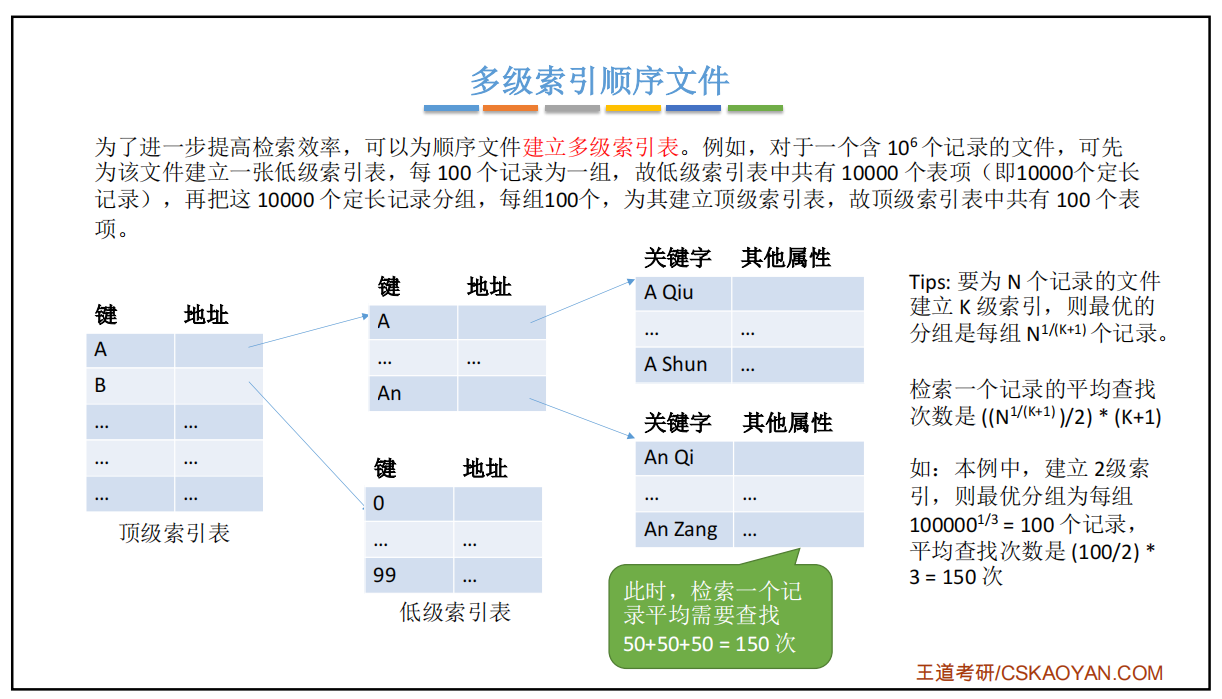 多级索引顺序文件
为了进一步提高检索效率，可以为顺序文件建立多级索引表。例如，对于一个含 10⁶ 个记录的文件，可先
为该文件建立一张低级索引表，每 100 个记录为一组，故低级索引表中共有 10000 个表项（即10000个定长
记录），再把这 10000 个定长记录分组，每组100个，为其建立顶级索引表，故顶级索引表中共有 100 个表
项。
键 地址
A
B
... ...
... ...
... ...
顶级索引表
键 地址
A
... ...
An
键 地址
0
... ...
99 ...
低级索引表
关键字 其他属性
A Qiu
... ...
A Shun ...
关键字 其他属性
An Qi
... ...
An Zang ...
此时，检索一个记
录平均需要查找
50+50+50 = 150 次
Tips: 要为 N 个记录的文件
建立 K 级索引，则最优的
分组是每组 N^1/(K+1) 个记录。
检索一个记录的平均查找
次数是 ((N^1/(K+1) )/2) * (K+1)
如：本例中，建立 2级索
引，则最优分组为每组
100000^1/3 = 100 个记录，
平均查找次数是 (100/2) *
3 = 150 次
王道考研/CSKAOYAN.COM